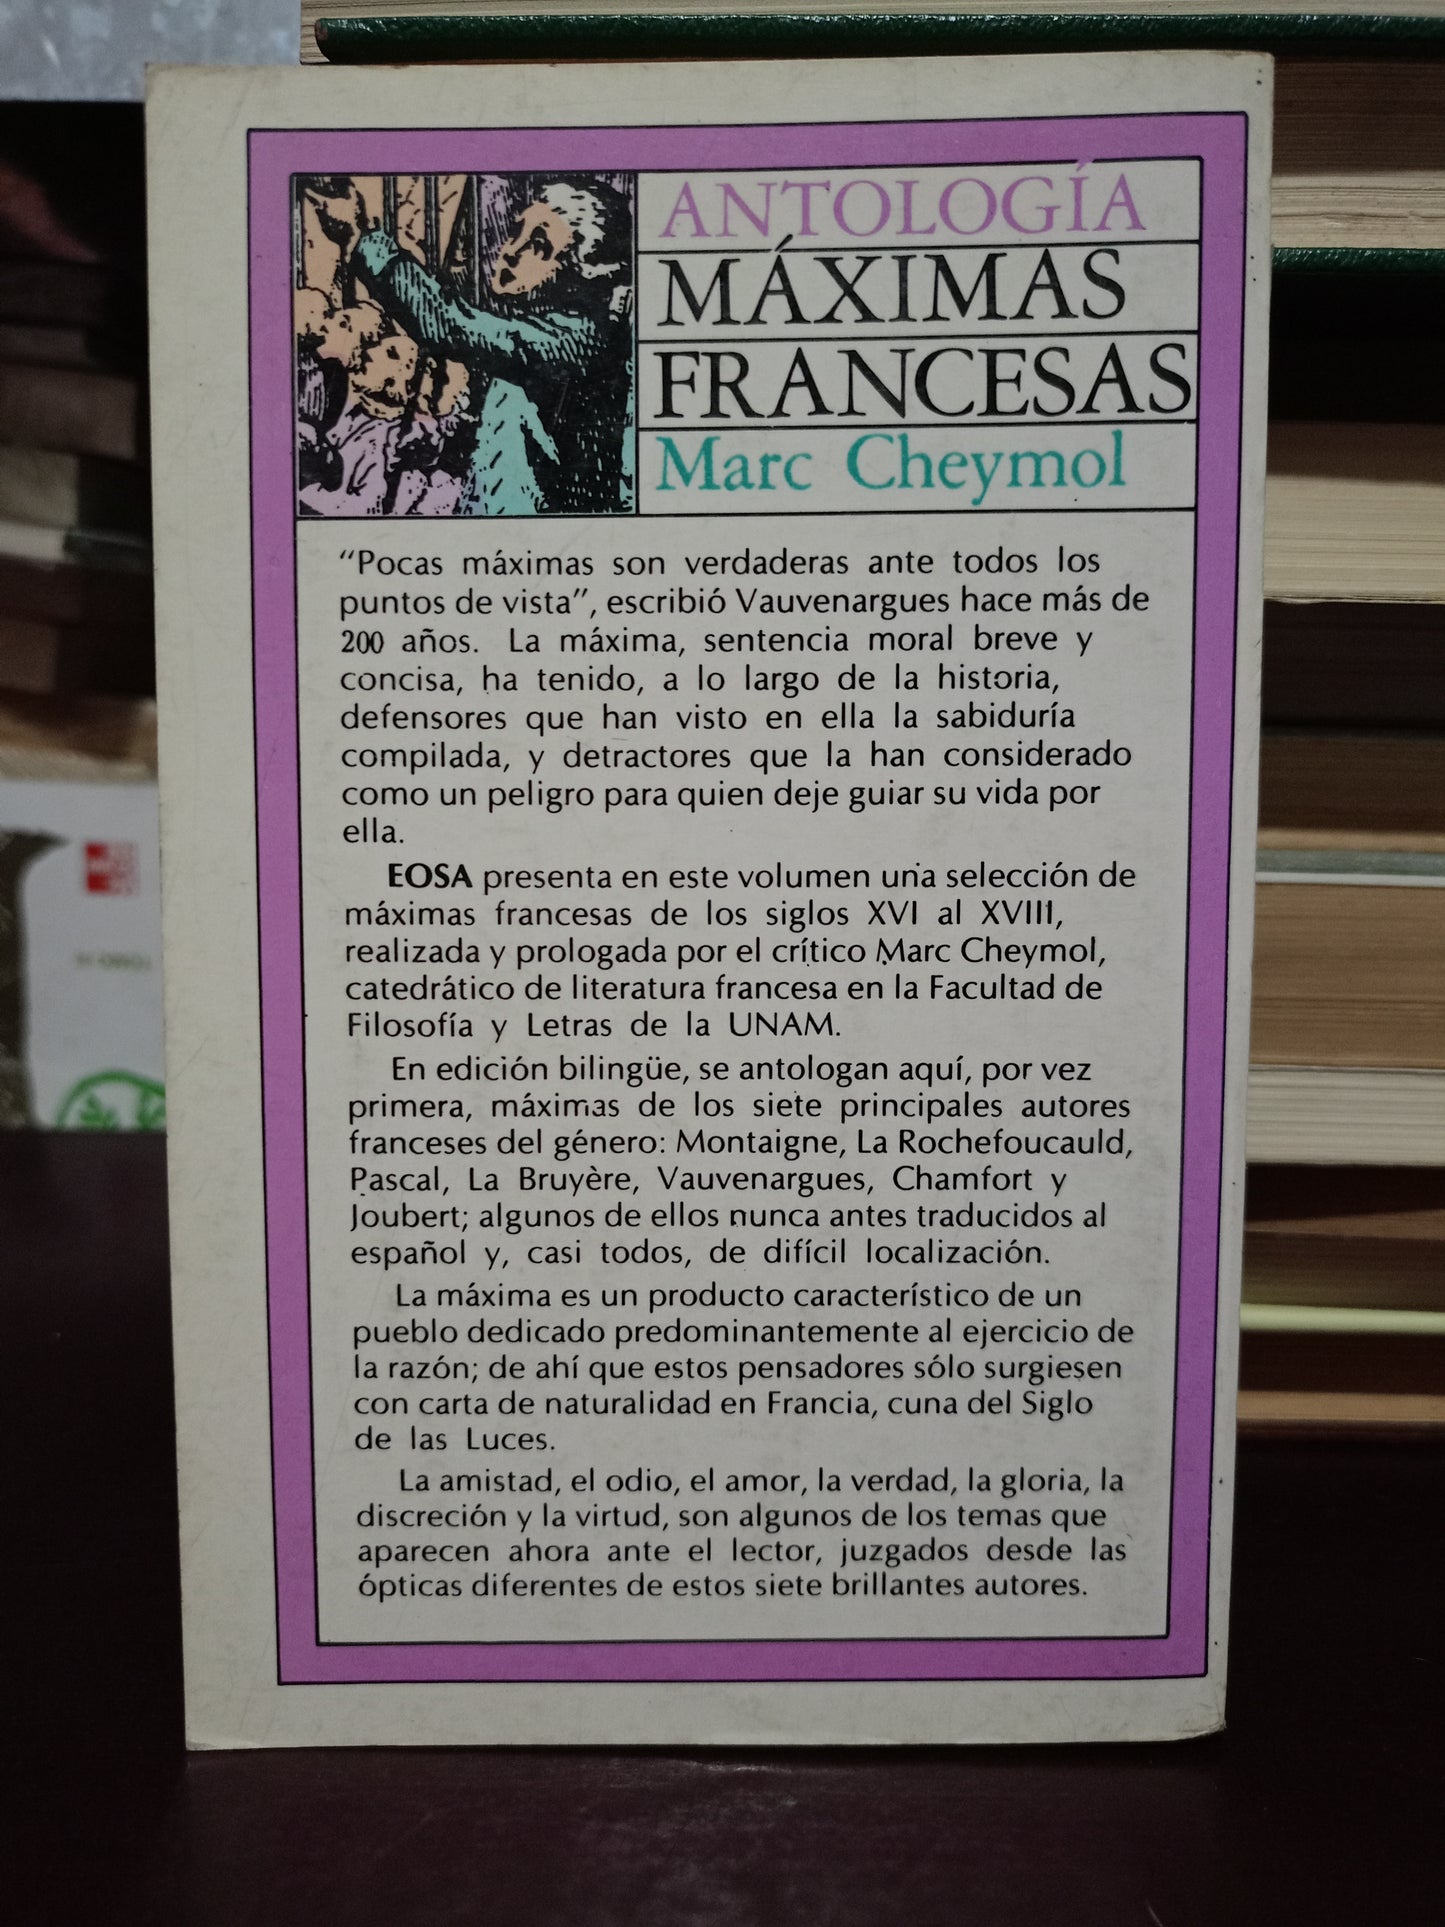 ANTOLOGÍA
MÁXIMAS
FRANCESAS
Marc Cheymol
“Pocas máximas son verdaderas ante todos los
puntos de vista”, escribió Vauvenargues hace más de
200 años. La máxima, sentencia moral breve y
concisa, ha tenido, a lo largo de la historia,
defensores que han visto en ella la sabiduría
compilada, y detractores que la han considerado
como un peligro para quien deje guiar su vida por
ella.
EOSA presenta en este volumen una selección de
máximas francesas de los siglos XVI al XVIII,
realizada y prologada por el crítico Marc Cheymol,
catedrático de literatura francesa en la Facultad de
Filosofía y Letras de la UNAM.
En edición bilingüe, se antologan aquí, por vez
primera, máximas de los siete principales autores
franceses del género: Montaigne, La Rochefoucauld,
Pascal, La Bruyère, Vauvenargues, Chamfort y
Joubert; algunos de ellos nunca antes traducidos al
español y, casi todos, de difícil localización.
La máxima es un producto característico de un
pueblo dedicado predominantemente al ejercicio de
la razón; de ahí que estos pensadores sólo surgiesen
con carta de naturalidad en Francia, cuna del Siglo
de las Luces.
La amistad, el odio, el amor, la verdad, la gloria, la
discreción y la virtud, son algunos de los temas que
aparecen ahora ante el lector, juzgados desde las
ópticas diferentes de estos siete brillantes autores.